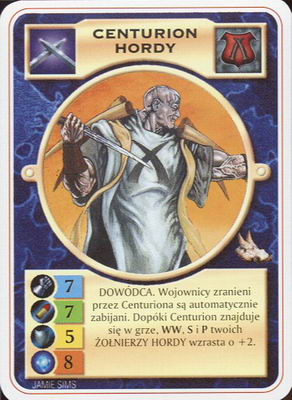 CENTURION
HORDY
7
7
5
8
DOWÓDCA. Wojownicy zranieni
przez Centuriona są automatycznie
zabijani. Dopóki Centurion znajduje
się w grze, WW, S i P twoich
ŻOŁNIERZY HORDY wzrasta o +2.
JAMIE SIMS